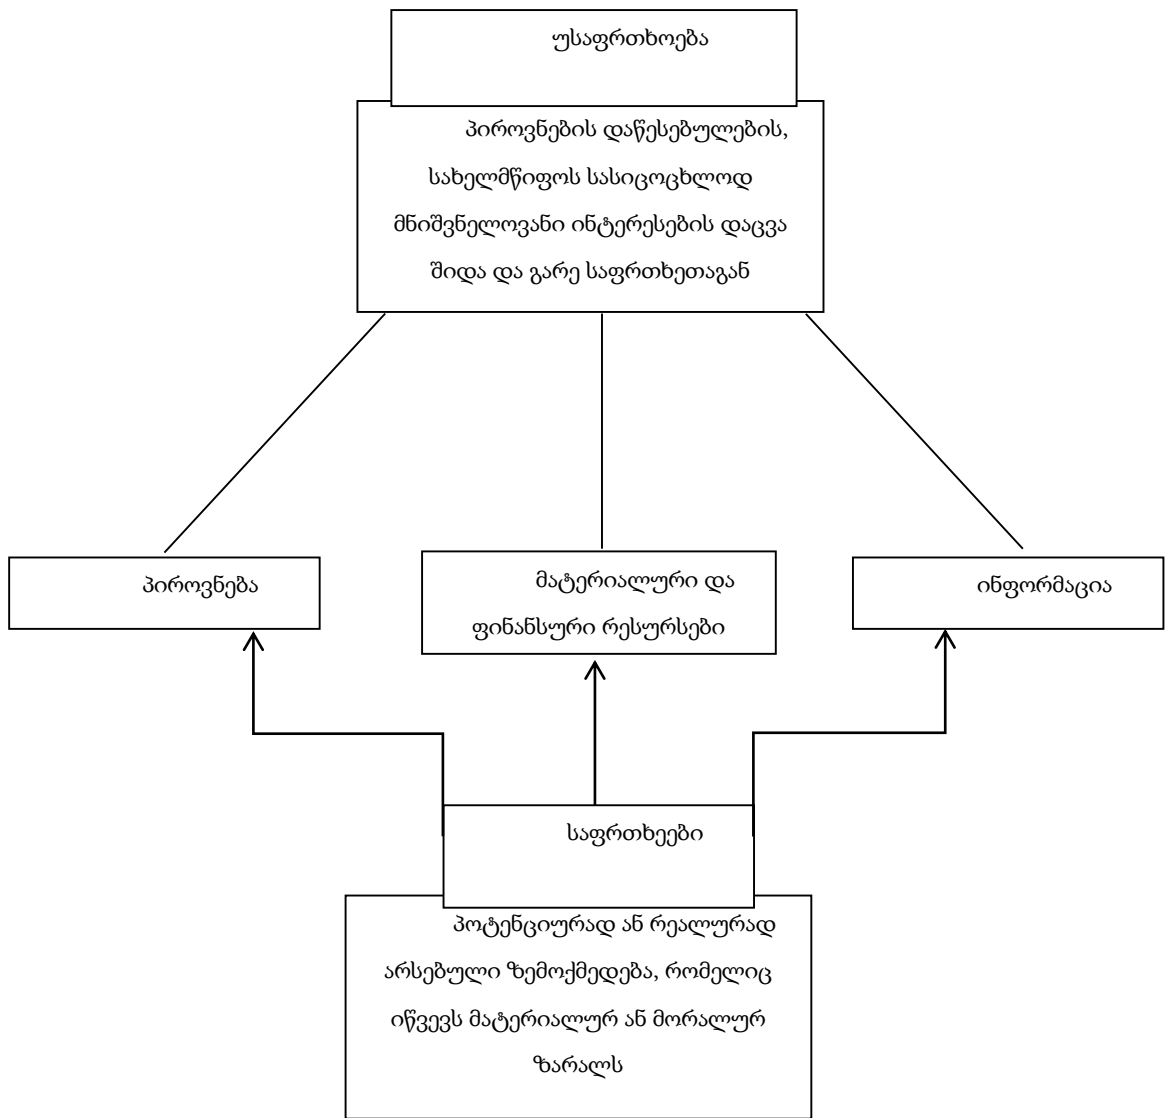 უსაფრთხოება
პიროვნების დაწესებულების,
სახელმწიფოს სასიცოცხლოდ
მნიშვნელოვანი ინტერესების დაცვა
შიდა და გარე საფრთხეთაგან
პიროვნება
მატერიალური და
ფინანსური რესურსები
ინფორმაცია
საფრთხეები
პოტენციურად ან რეალურად
არსებული ზემოქმედება, რომელიც
იწვევს მატერიალურ ან მორალურ
ზარალს